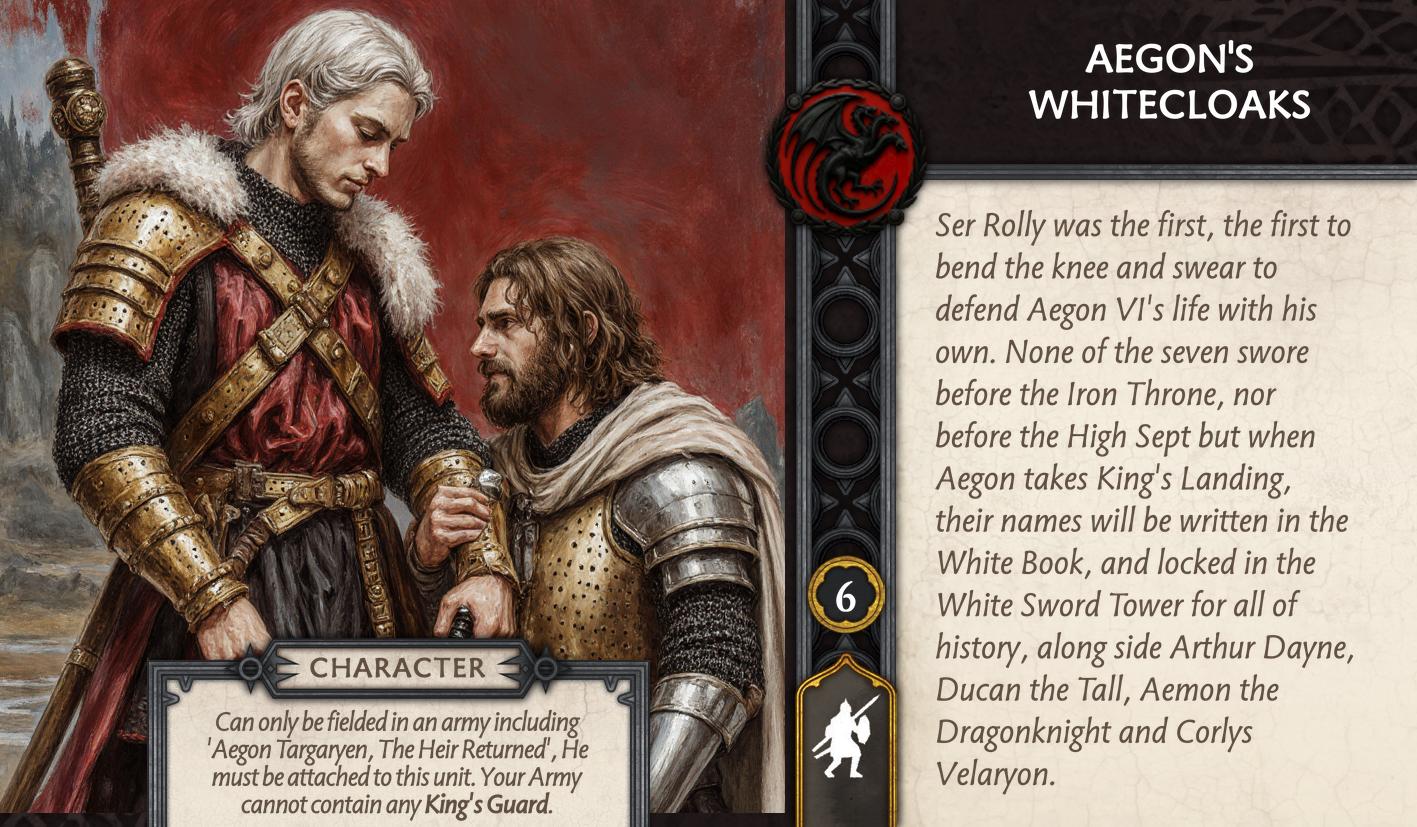 AEGON'S
WHITECLOAKS
Ser Rolly was the first, the first to
bend the knee and swear to
defend Aegon VI's life with his
own. None of the seven swore
before the Iron Throne, nor
before the High Sept but when
Aegon takes King's Landing,
their names will be written in the
White Book, and locked in the
White Sword Tower for all of
history, along side Arthur Dayne,
Ducan the Tall, Aemon the
Dragonknight and Corlys
Velaryon.
6
CHARACTER
Can only be fielded in an army including
'Aegon Targaryen, The Heir Returned', He
must be attached to this unit. Your Army
cannot contain any King's Guard.